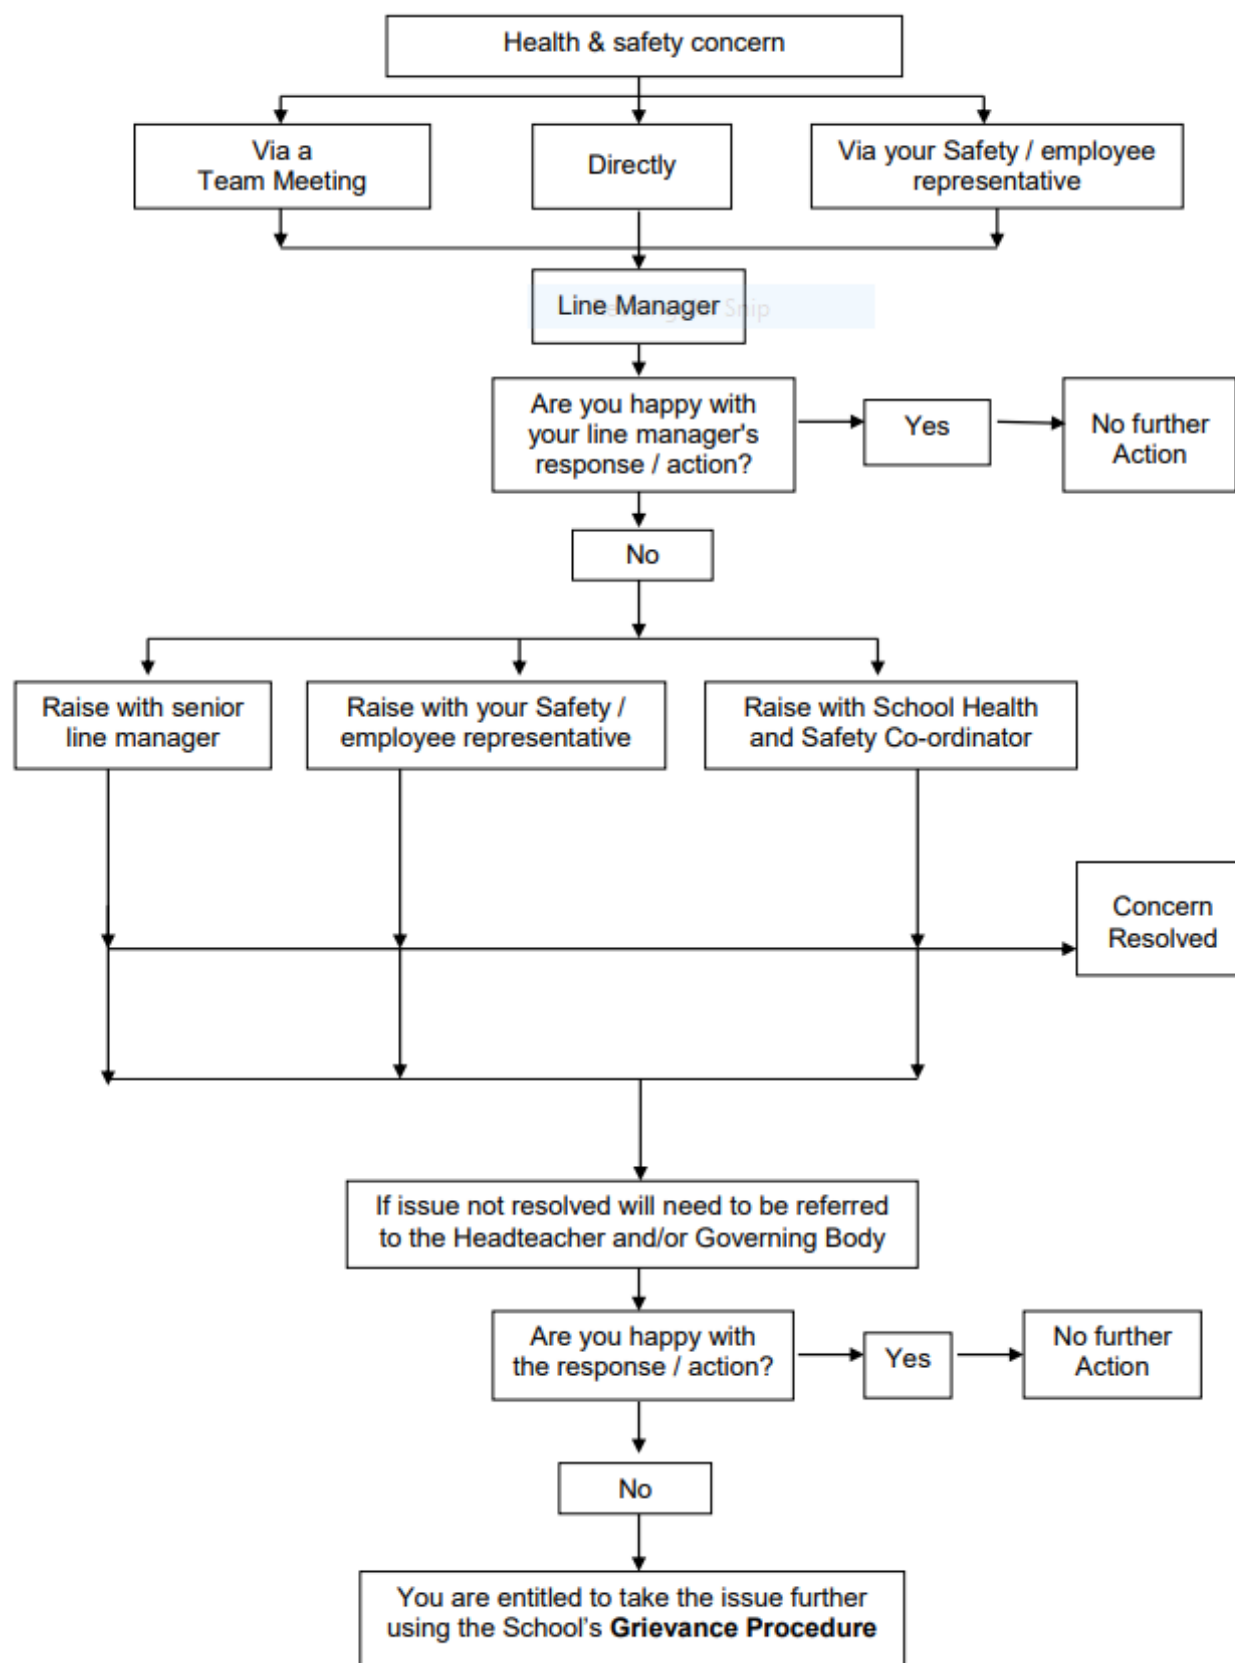 Health & safety concern
Via a
Team Meeting
Directly
Via your Safety / employee
representative
Line Manager
Snip
Are you happy with
your line manager's
response / action?
Yes
No further
Action
No
Raise with senior
line manager
Raise with your Safety /
employee representative
Raise with School Health
and Safety Co-ordinator
Concern
Resolved
If issue not resolved will need to be referred
to the Headteacher and/or Governing Body
Are you happy with
the response / action?
Yes
No further
Action
No
You are entitled to take the issue further
using the School’s Grievance Procedure